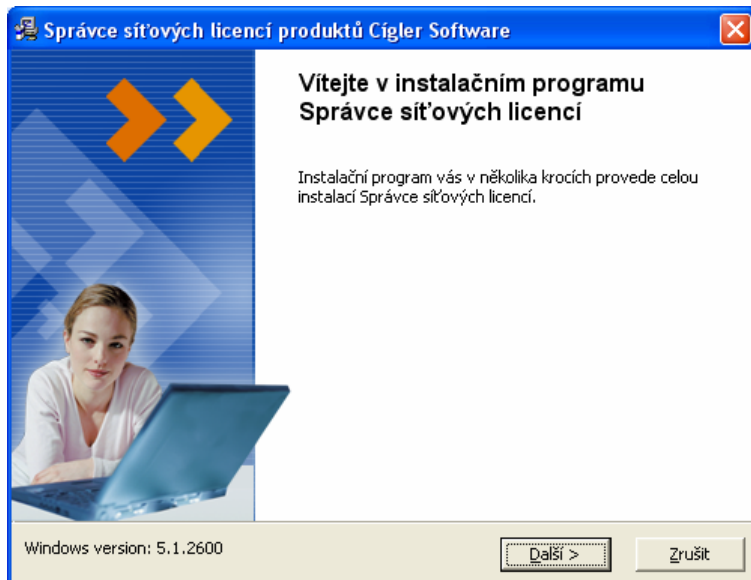 Správce síťových licencí produktů Cígler Software
Vítejte v instalačním programu
Správce síťových licencí
Instalační program vás v několika krocích provede celou
instalací Správce síťových licencí.
Windows version: 5.1.2600
Další >
Zrušit